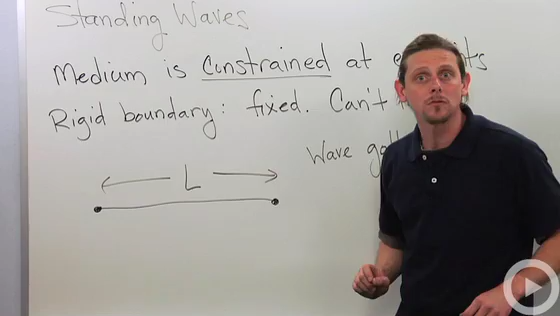 Standing Waves
Medium is constrained at
Rigid boundary: fixed. Can't
Wave
L